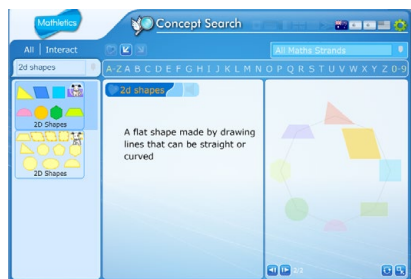 Mathletics
Concept Search
All Interact
All Maths Strands
2d shapes
A-Z A B C D E F G H I J K L M N O P Q R S T U V W X Y Z 0-9
2D Shapes
2D Shapes
2d shapes
A flat shape made by drawing
lines that can be straight or
curved